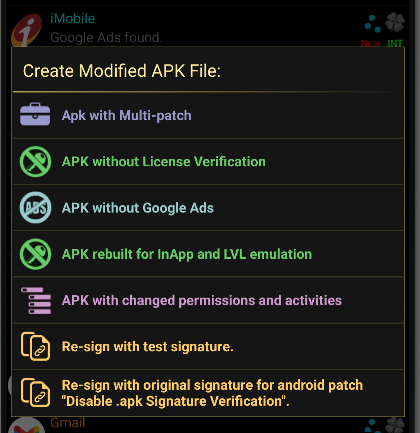 iMobile
Google Ads found.
New INT
Create Modified APK File:
Apk with Multi-patch
APK without License Verification
ADS
APK without Google Ads
APK rebuilt for InApp and LVL emulation
APK with changed permissions and activities
Re-sign with test signature.
Re-sign with original signature for android patch
"Disable .apk Signature Verification".
Gmail